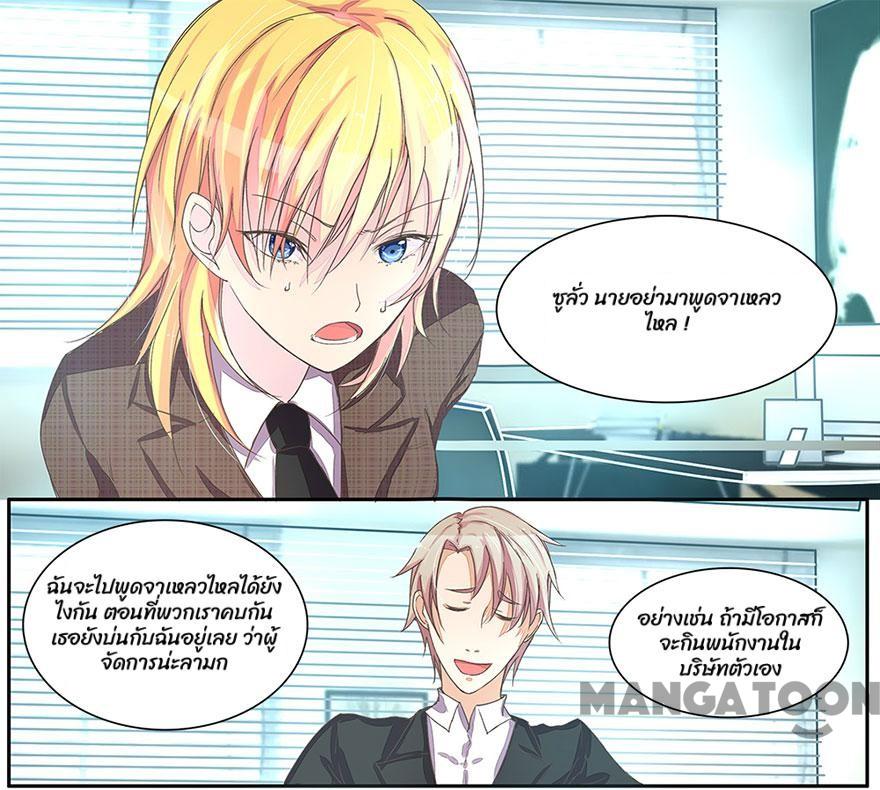 ซูลั่ว นายอย่ามาพูดจาเหลว
ไหล !
ฉันจะไปพูดจาเหลวไหลได้ยัง
ไงกัน ตอนที่พวกเราคบกัน
เธอยังบ่นกับฉันอยู่เลย ว่าผู้
จัดการน่ะลามก
อย่างเช่น ถ้ามีโอกาสก็
จะกินพนักงานใน
บริษัทตัวเอง
MANGATOON